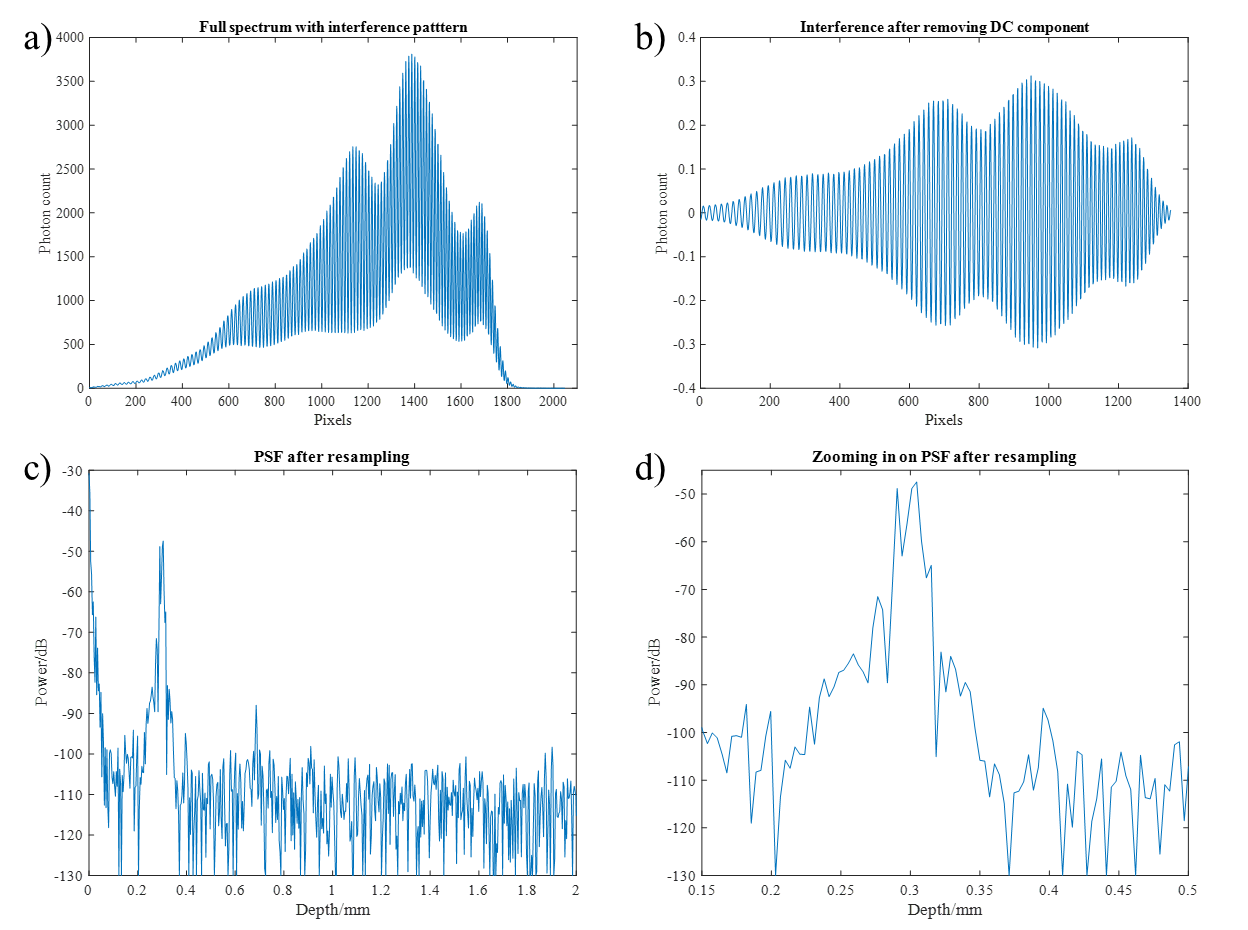 a)
Full spectrum with interference patttern
4000
3500
3000
2500
2000
1500
1000
500
0
Photon count
0 200 400 600 800 1000 1200 1400 1600 1800 2000
Pixels
b)
Interference after removing DC component
0.4
0.3
0.2
0.1
0
-0.1
-0.2
-0.3
-0.4
Photon count
0 200 400 600 800 1000 1200 1400
Pixels
c)
PSF after resampling
-30
-40
-50
-60
-70
-80
-90
-100
-110
-120
-130
Power/dB
0 0.2 0.4 0.6 0.8 1 1.2 1.4 1.6 1.8 2
Depth/mm
d)
Zooming in on PSF after resampling
-50
-60
-70
-80
-90
-100
-110
-120
-130
Power/dB
0.15 0.2 0.25 0.3 0.35 0.4 0.45 0.5
Depth/mm